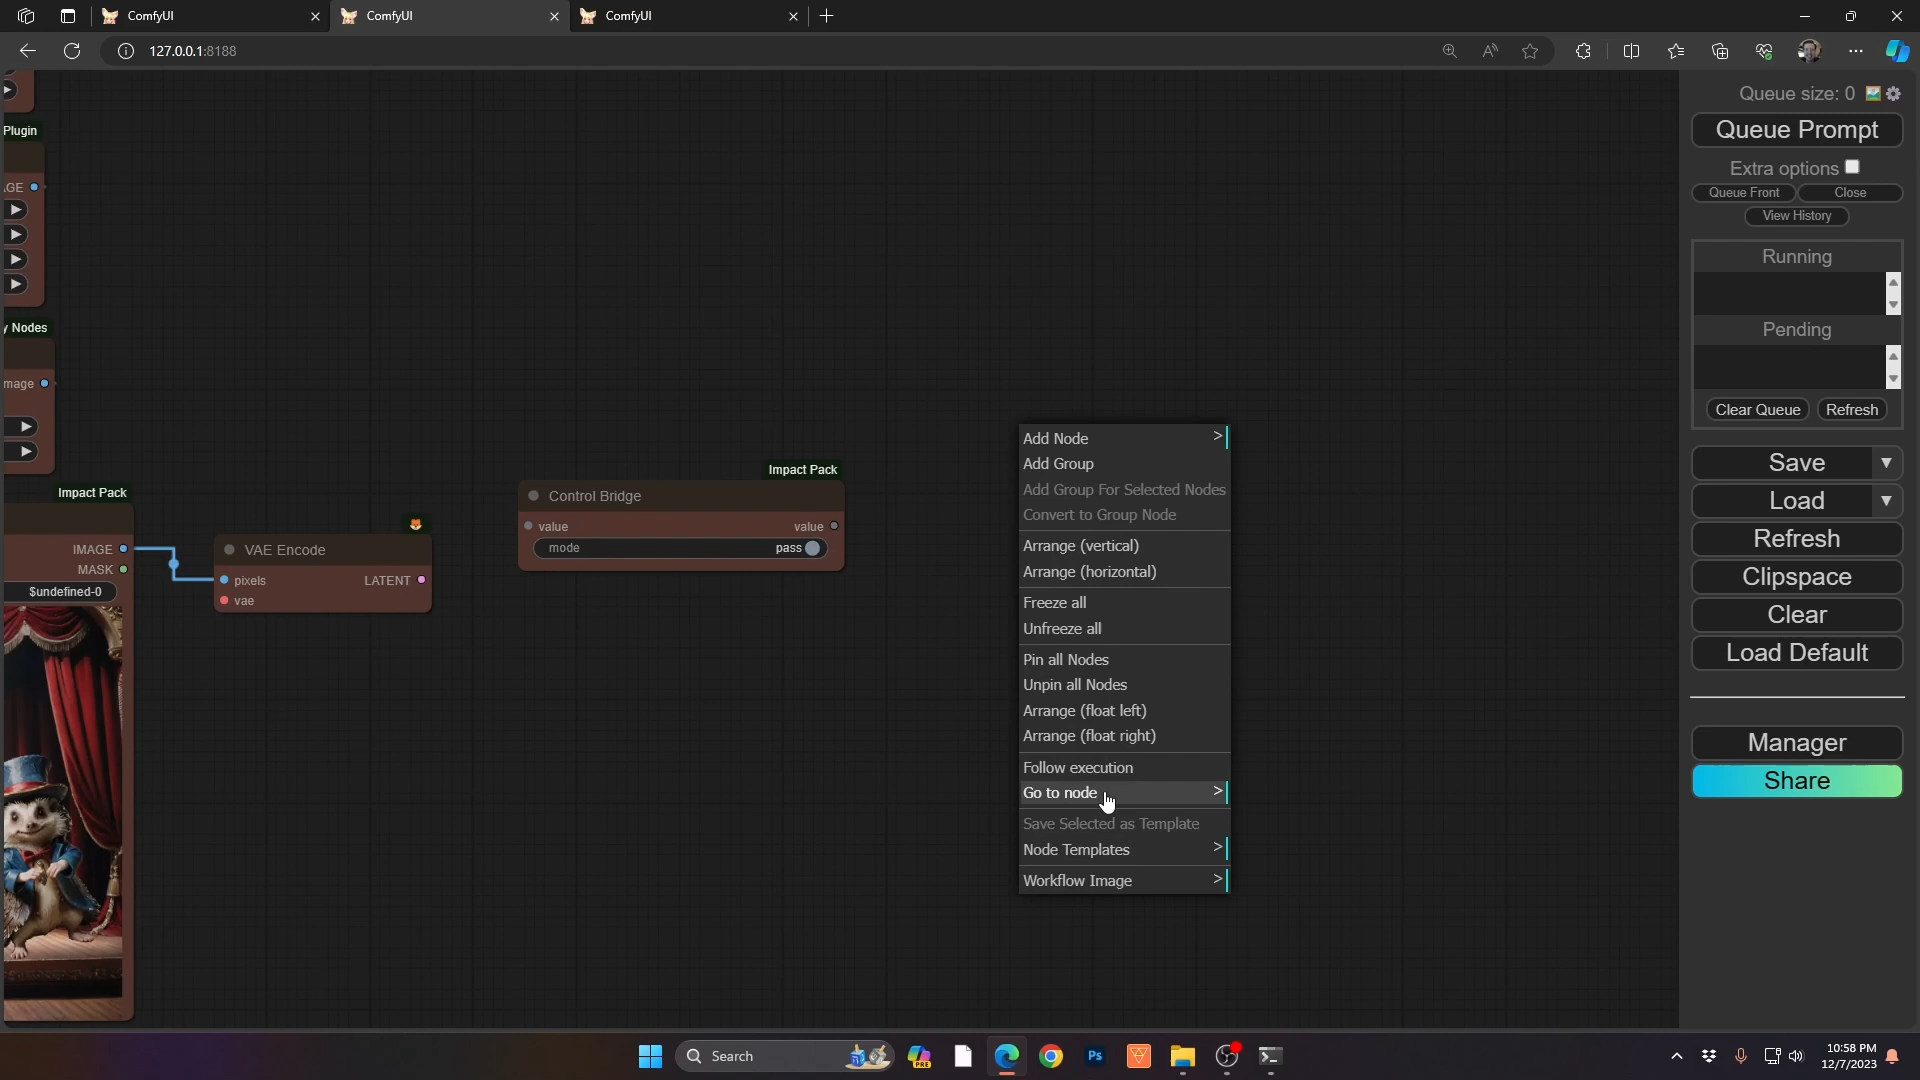 ComfyUI
ComfyUI
ComfyUI
127.0.0.1:8188
Plugin
y Nodes
mage
Impact Pack
IMAGE
MASK
$undefined-0
VAE Encode
pixels
LATENT
vae
Impact Pack
Control Bridge
value
value
mode
pass
Add Node >
Add Group
Add Group For Selected Nodes
Convert to Group Node
Arrange (vertical)
Arrange (horizontal)
Freeze all
Unfreeze all
Pin all Nodes
Unpin all Nodes
Arrange (float left)
Arrange (float right)
Follow execution
Go to node >
Save Selected as Template
Node Templates >
Workflow Image >
Queue size: 0
Queue Prompt
Extra options
Queue Front
Close
View History
Running
Pending
Clear Queue
Refresh
Save
Load
Refresh
Clipspace
Clear
Load Default
Manager
Share
Search
PRE
Ps
10:58 PM
12/7/2023